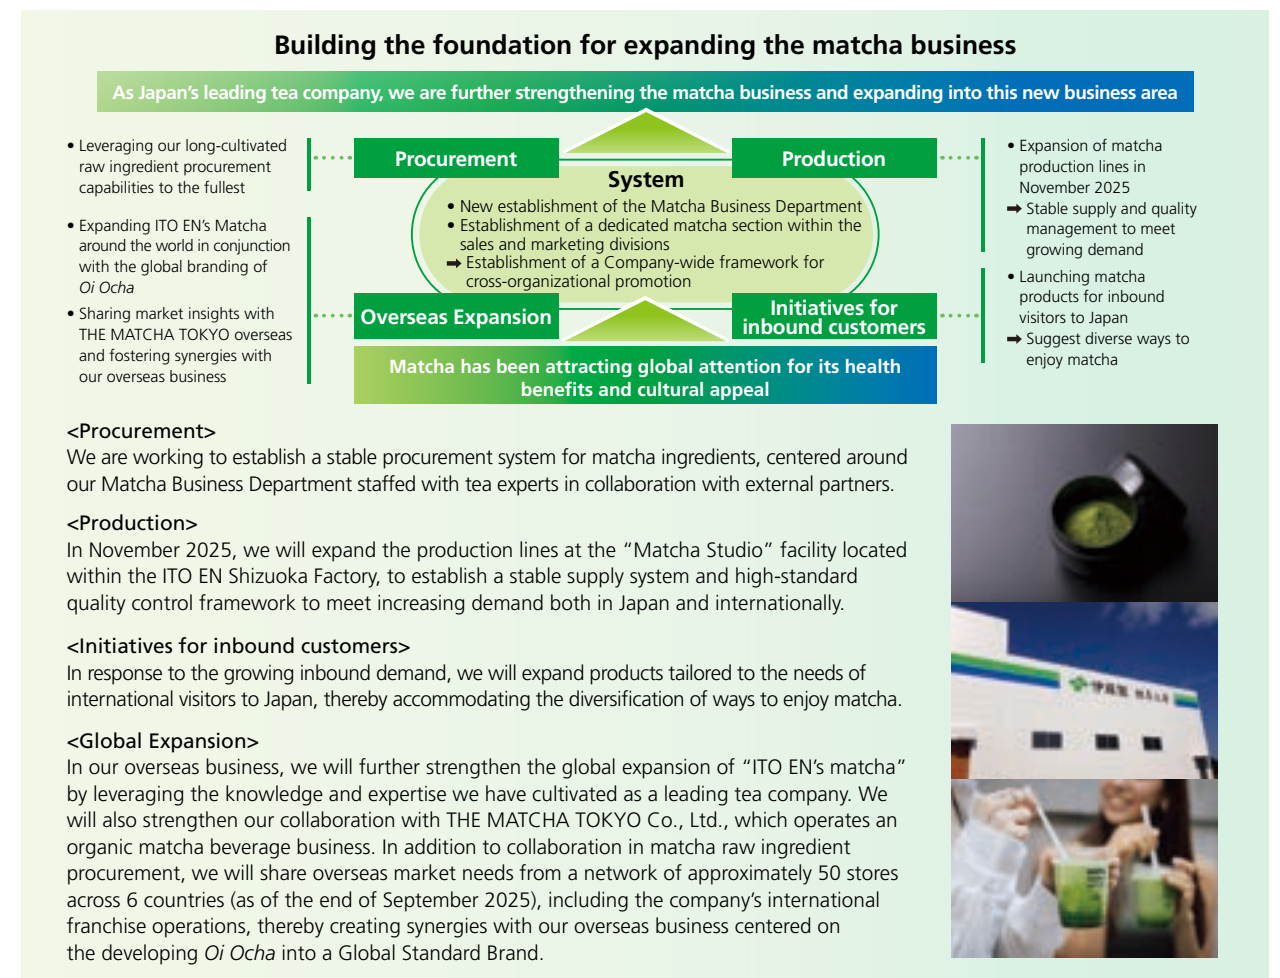 Building the foundation for expanding the matcha business
As Japan's leading tea company, we are further strengthening the matcha business and expanding into this new business area
• Leveraging our long-cultivated
raw ingredient procurement
capabilities to the fullest
• Expanding ITO EN's Matcha
around the world in conjunction
with the global branding of
Oi Ocha
• Sharing market insights with
THE MATCHA TOKYO overseas
and fostering synergies with
our overseas business
Procurement
Production
System
• New establishment of the Matcha Business Department
• Establishment of a dedicated matcha section within the
sales and marketing divisions
➡ Establishment of a Company-wide framework for
cross-organizational promotion
Overseas Expansion
Initiatives for
inbound customers
Matcha has been attracting global attention for its health
benefits and cultural appeal
• Expansion of matcha
production lines in
November 2025
➡ Stable supply and quality
management to meet
growing demand
• Launching matcha
products for inbound
visitors to Japan
➡ Suggest diverse ways to
enjoy matcha
<Procurement>
We are working to establish a stable procurement system for matcha ingredients, centered around
our Matcha Business Department staffed with tea experts in collaboration with external partners.
<Production>
In November 2025, we will expand the production lines at the “Matcha Studio” facility located
within the ITO EN Shizuoka Factory, to establish a stable supply system and high-standard
quality control framework to meet increasing demand both in Japan and internationally.
<Initiatives for inbound customers>
In response to the growing inbound demand, we will expand products tailored to the needs of
international visitors to Japan, thereby accommodating the diversification of ways to enjoy matcha.
<Global Expansion>
In our overseas business, we will further strengthen the global expansion of “ITO EN’s matcha”
by leveraging the knowledge and expertise we have cultivated as a leading tea company. We
will also strengthen our collaboration with THE MATCHA TOKYO Co., Ltd., which operates an
organic matcha beverage business. In addition to collaboration in matcha raw ingredient
procurement, we will share overseas market needs from a network of approximately 50 stores
across 6 countries (as of the end of September 2025), including the company’s international
franchise operations, thereby creating synergies with our overseas business centered on
the developing Oi Ocha into a Global Standard Brand.
伊藤園